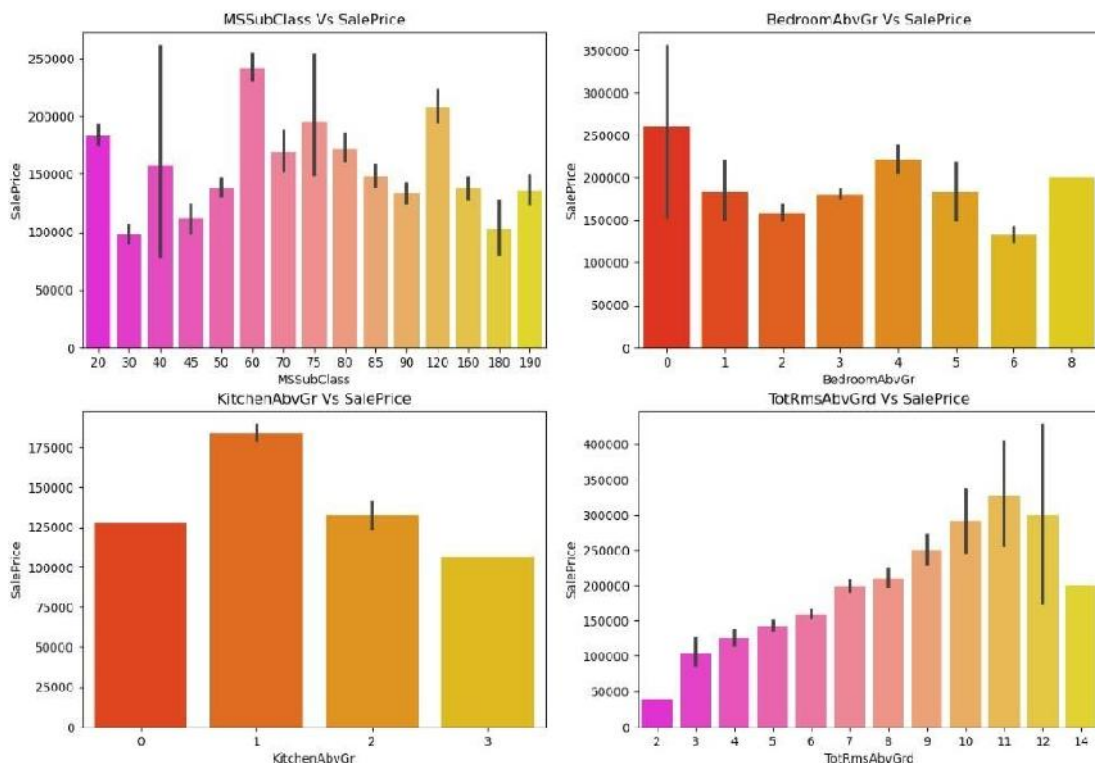 MSSubClass Vs SalePrice
250000
200000
150000
100000
50000
0
SalePrice
20 30 40 45 50 60 70 75 80 85 90 120 160 180 190
MSSubClass
BedroomAbvGr Vs SalePrice
350000
300000
250000
200000
150000
100000
50000
0
SalePrice
0 1 2 3 4 5 6 8
BedroomAbvGr
KitchenAbvGr Vs SalePrice
175000
150000
125000
100000
75000
50000
25000
0
SalePrice
0 1 2 3
KitchenAbvGr
TotRmsAbvGrd Vs SalePrice
400000
350000
300000
250000
200000
150000
100000
50000
0
SalePrice
2 3 4 5 6 7 8 9 10 11 12 14
TotRmsAbvGrd